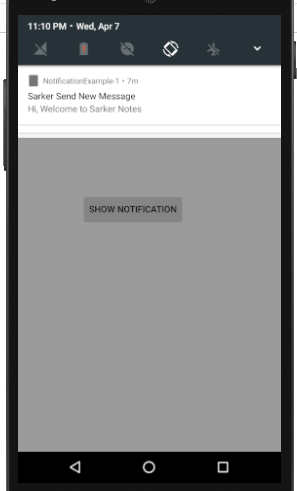 11:10 PM • Wed, Apr 7
NotificationExample-1 • 7m
Sarker Send New Message
Hi, Welcome to Sarker Notes
SHOW NOTIFICATION